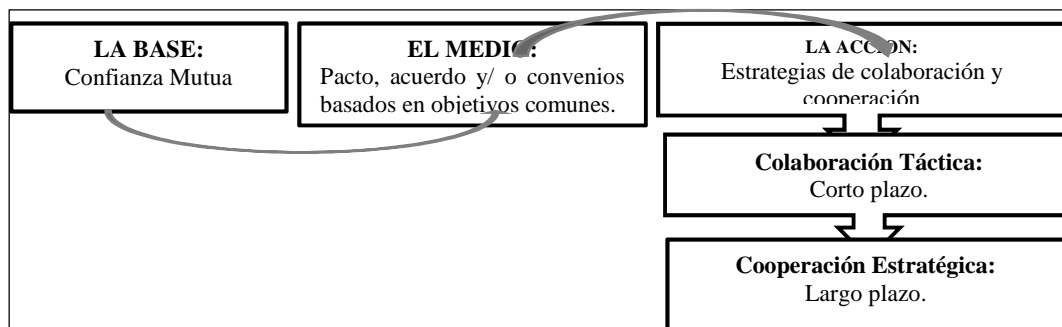 LA BASE:
Confianza Mutua
EL MEDIO:
Pacto, acuerdo y/ o convenios
basados en objetivos comunes.
LA ACCIÓN:
Estrategias de colaboración y
cooperación
Colaboración Táctica:
Corto plazo.
Cooperación Estratégica:
Largo plazo.